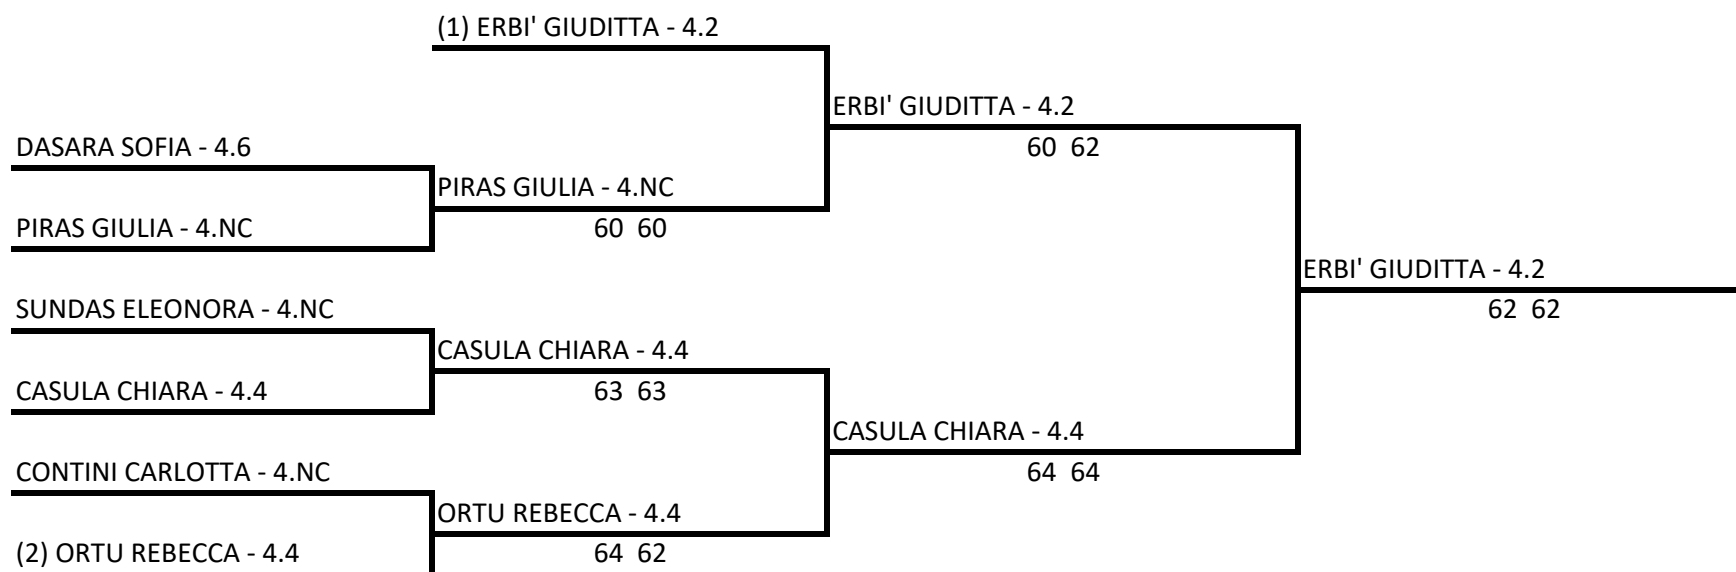 (1) ERBI' GIUDITTA - 4.2
ERBI' GIUDITTA - 4.2
DASARA SOFIA - 4.6
60 62
PIRAS GIULIA - 4.NC
PIRAS GIULIA - 4.NC
60 60
ERBI' GIUDITTA - 4.2
SUNDAS ELEONORA - 4.NC
62 62
CASULA CHIARA - 4.4
CASULA CHIARA - 4.4
63 63
CASULA CHIARA - 4.4
CONTINI CARLOTTA - 4.NC
64 64
ORTU REBECCA - 4.4
(2) ORTU REBECCA - 4.4
64 62